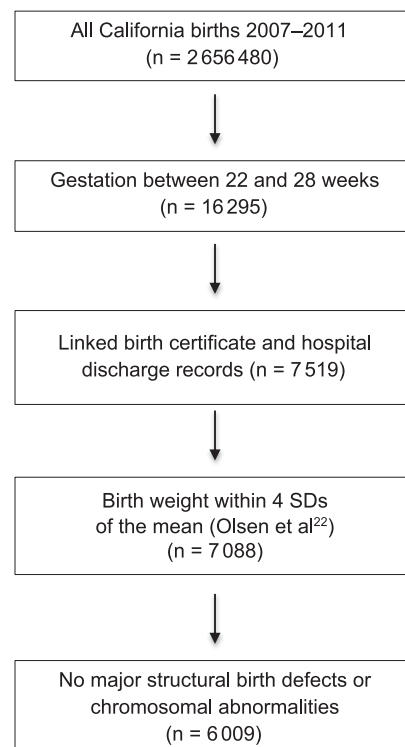 All California births 2007–2011
(n = 2 656 480)
Gestation between 22 and 28 weeks
(n = 16 295)
Linked birth certificate and hospital
discharge records (n = 7 519)
Birth weight within 4 SDs
of the mean (Olsen et al²²)
(n = 7 088)
No major structural birth defects or
chromosomal abnormalities
(n = 6 009)